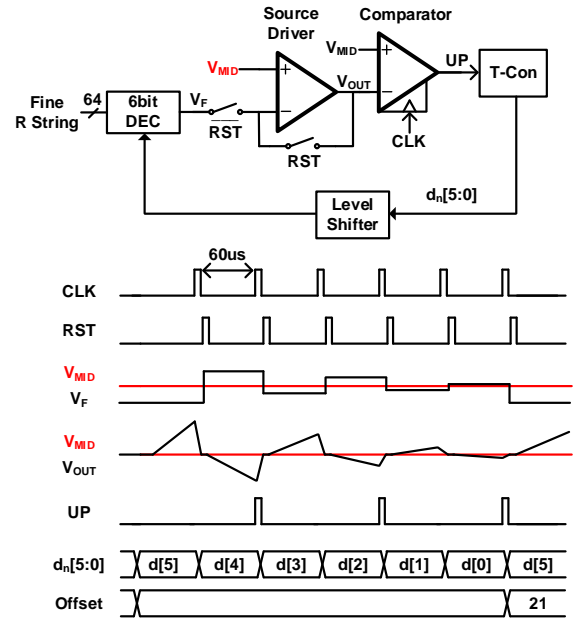 Source
Driver
Comparator
Fine
R String
64
6bit
DEC
V_F
RST
V_MID
+
−
V_OUT
RST
V_MID
+
−
CLK
UP
T-Con
Level
Shifter
d_n[5:0]
60us
CLK
RST
V_MID
V_F
V_MID
V_OUT
UP
d_n[5:0] d[5] d[4] d[3] d[2] d[1] d[0] d[5]
Offset 21